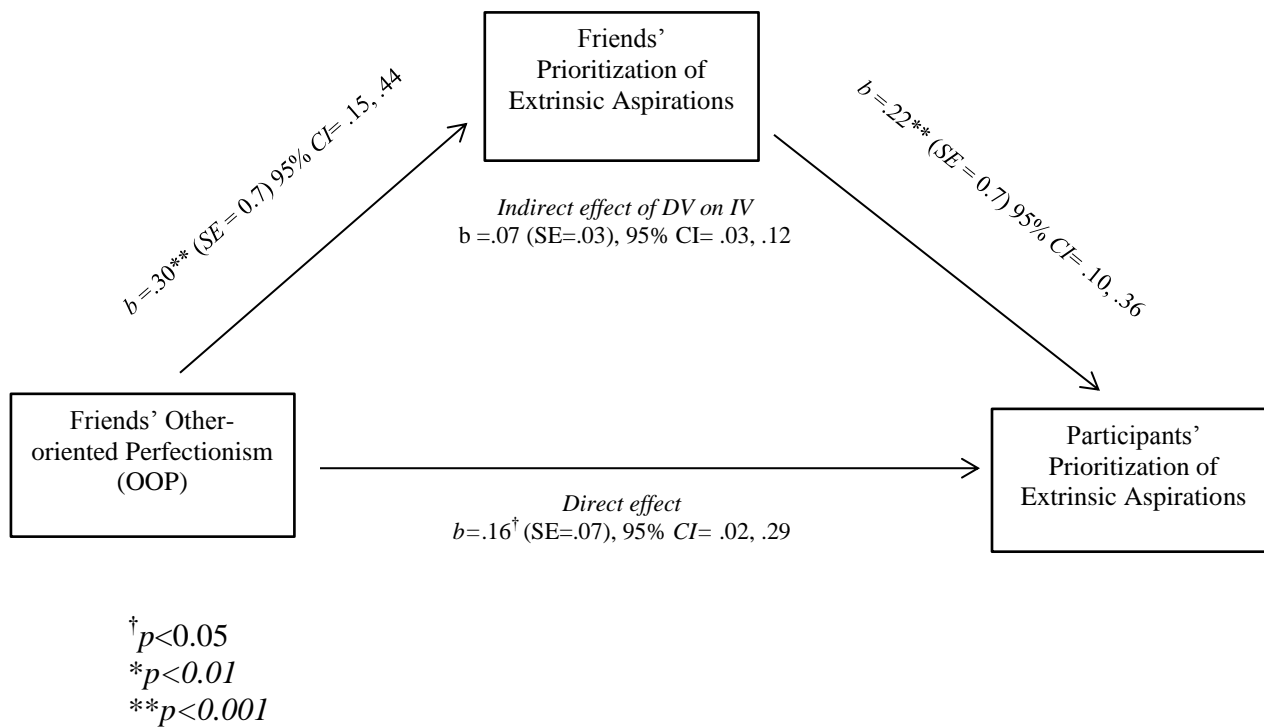 Friends’
Prioritization of
Extrinsic Aspirations
b =.30** (SE = 0.7) 95% CI= .15, .44
b =.22** (SE = 0.7) 95% CI= .10, .36
Indirect effect of DV on IV
b =.07 (SE=.03), 95% CI= .03, .12
Friends’ Other-
oriented Perfectionism
(OOP)
Participants’
Prioritization of
Extrinsic Aspirations
Direct effect
b=.16† (SE=.07), 95% CI= .02, .29
†p<0.05
*p<0.01
**p<0.001